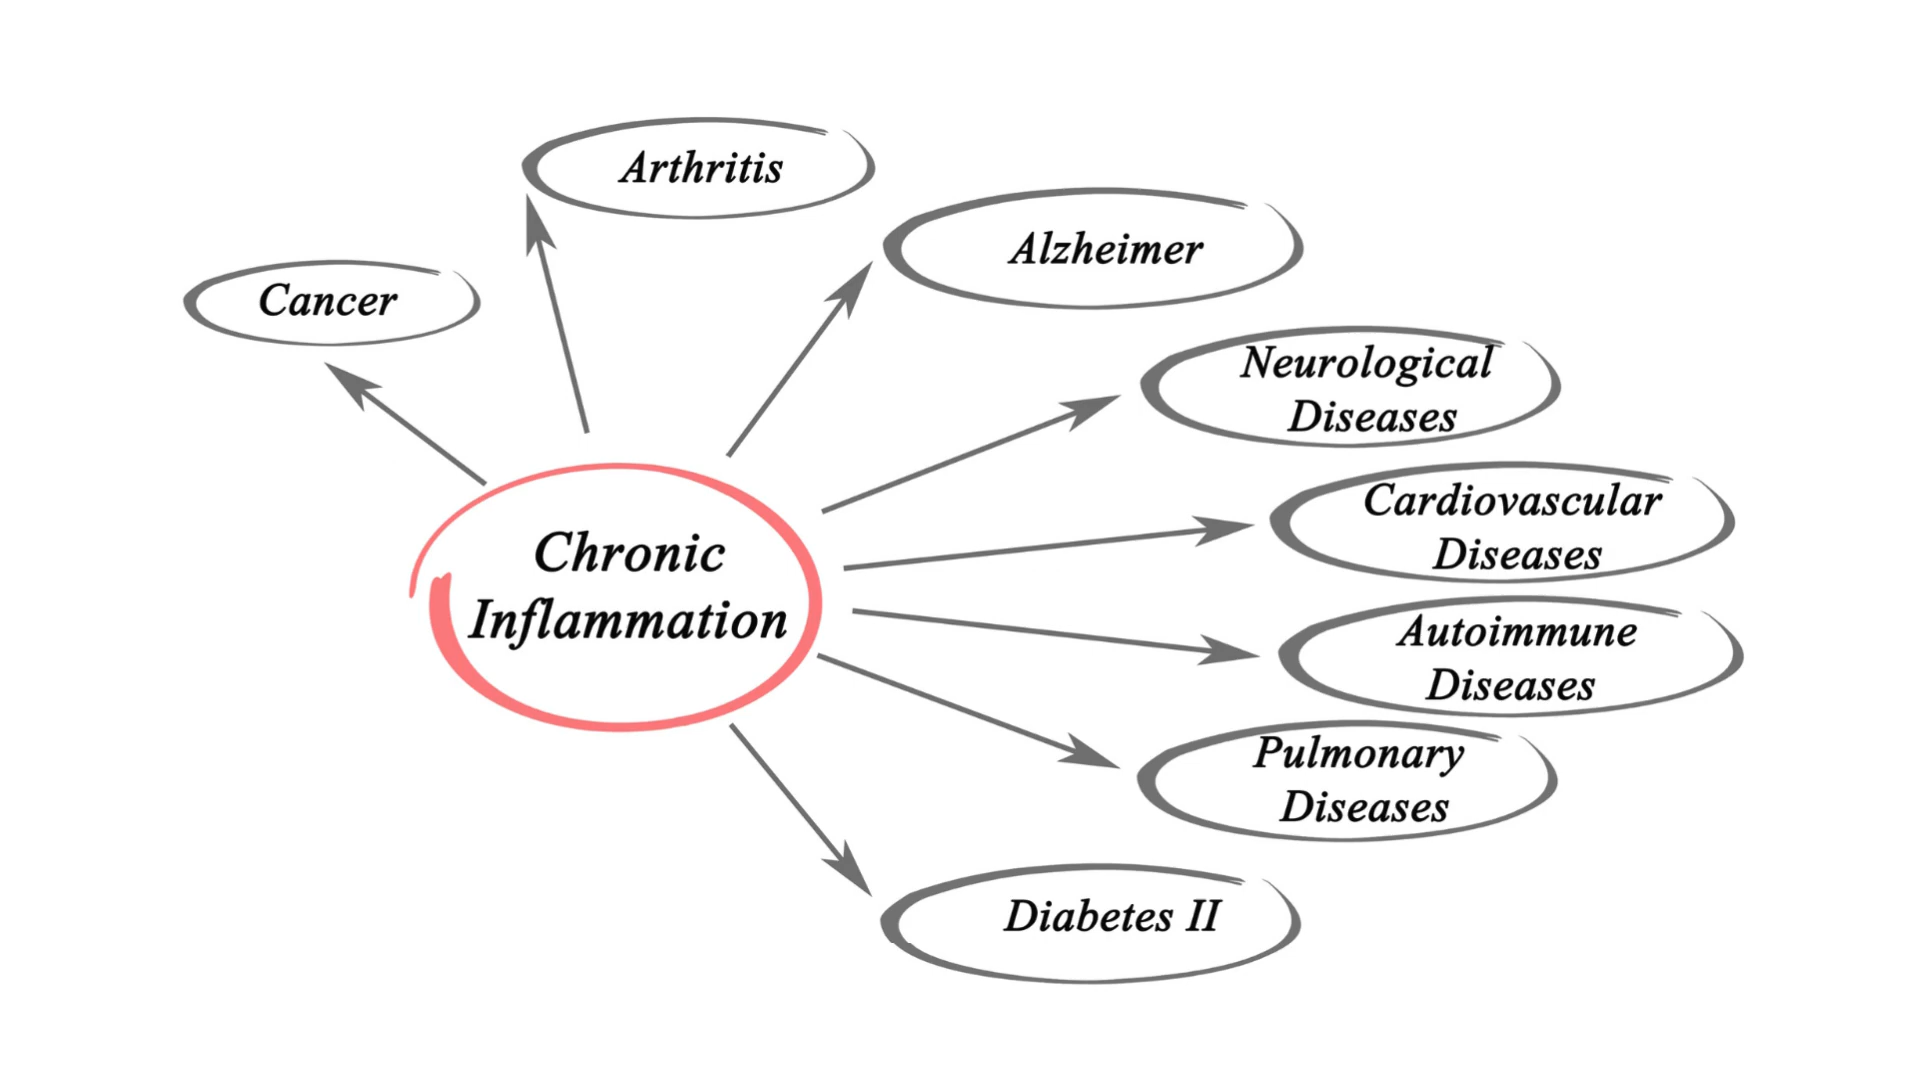 Arthritis
Alzheimer
Cancer
Neurological
Diseases
Cardiovascular
Diseases
Chronic
Inflammation
Autoimmune
Diseases
Pulmonary
Diseases
Diabetes II